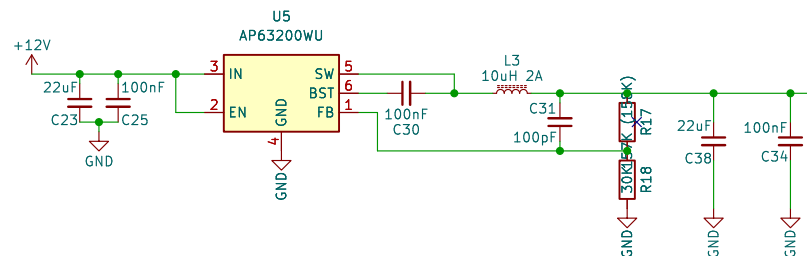 U5
AP63200WU
+12V
3 IN
SW 5
BST 6
2 EN
FB 1
GND
4
GND
22uF
C23
100nF
C25
GND
100nF
C30
L3
10uH 2A
C31
100pF
R17
30K
R18
GND
22uF
C38
GND
100nF
C34
GND